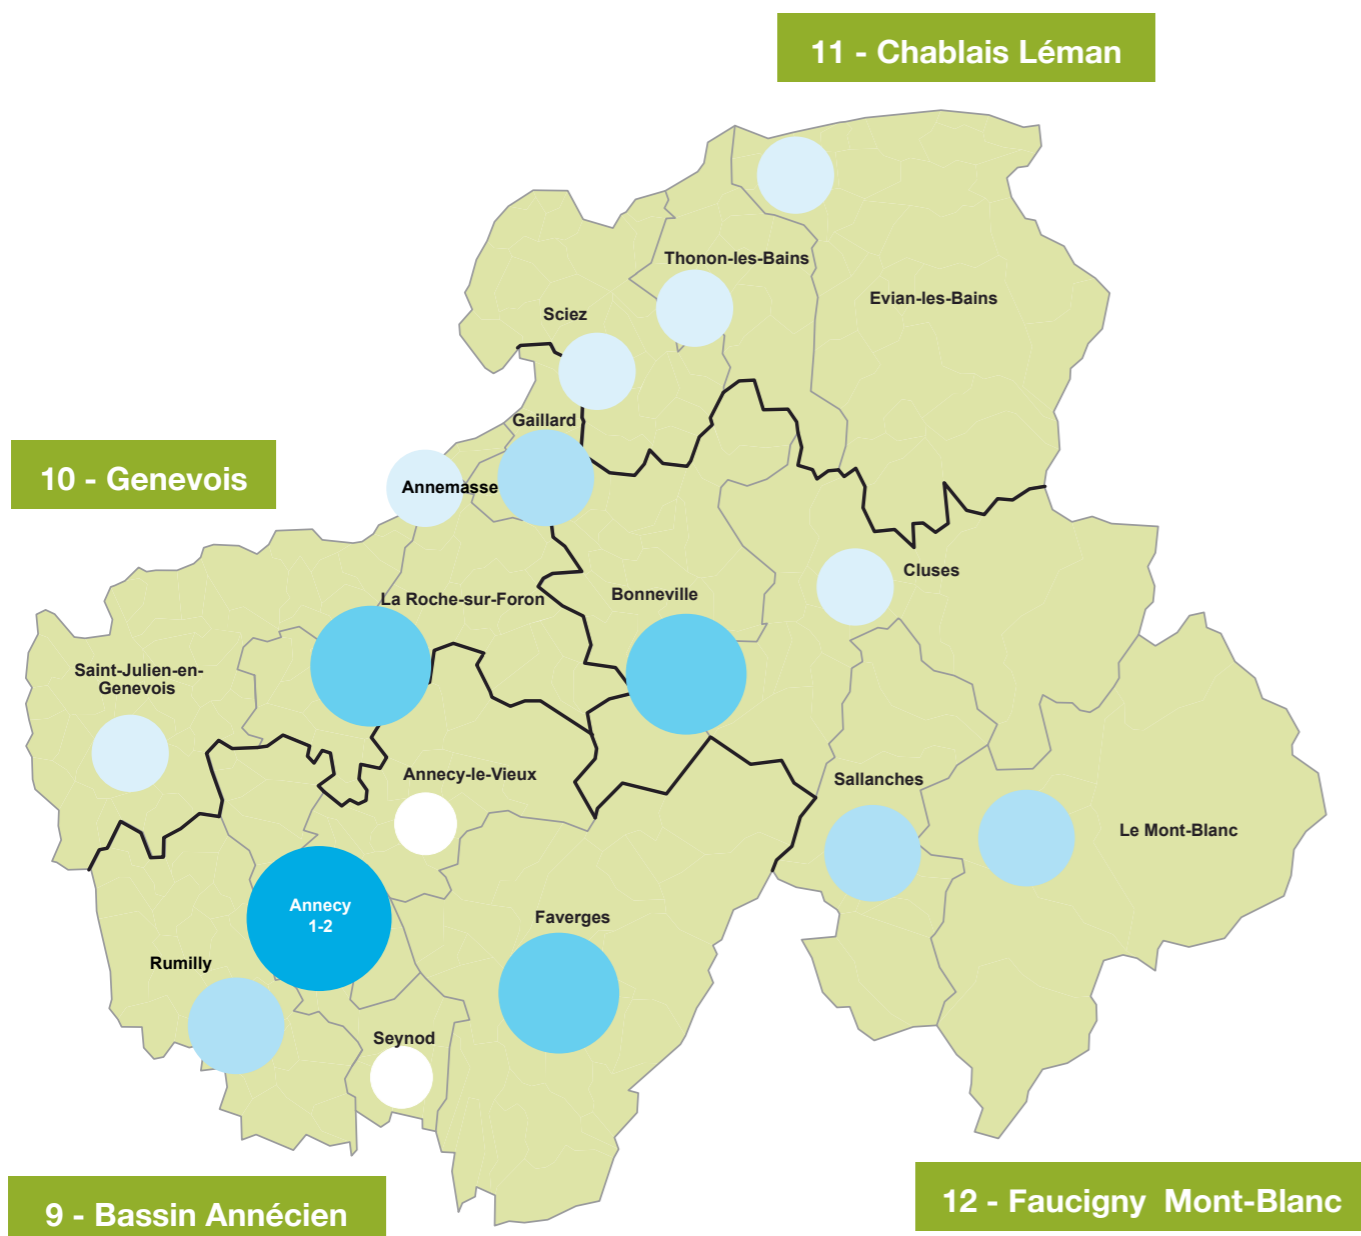 11 - Chablais Léman
Thonon-les-Bains
Evian-les-Bains
Sciez
Gaillard
10 - Genevois
Annemasse
Cluses
La Roche-sur-Foron
Bonneville
Saint-Julien-en-
Genevois
Annecy-le-Vieux
Sallanches
Le Mont-Blanc
Annecy
1-2
Faverges
Rumilly
Seynod
9 - Bassin Annécien
12 - Faucigny Mont-Blanc